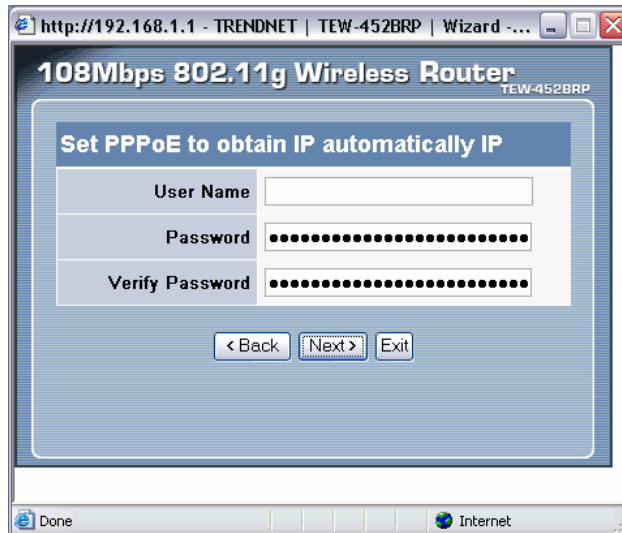 http://192.168.1.1 - TRENDNET | TEW-452BRP | Wizard -...
108Mbps 802.11g Wireless Router
TEW-452BRP
Set PPPoE to obtain IP automatically IP
User Name
Password ●●●●●●●●●●●●●●●●●●●●●●●●●
Verify Password ●●●●●●●●●●●●●●●●●●●●●●●●●
< Back Next > Exit
Done Internet